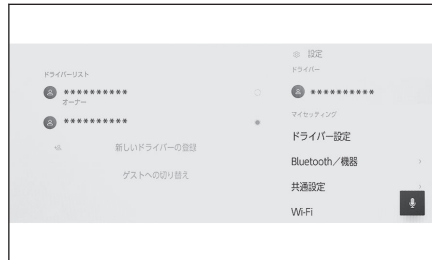 ドライバーリスト
**********
オーナー
**********
新しいドライバーの登録
ゲストへの切り替え
設定
ドライバー
**********
マイセッティング
ドライバー設定
Bluetooth／機器
共通設定
Wi-Fi